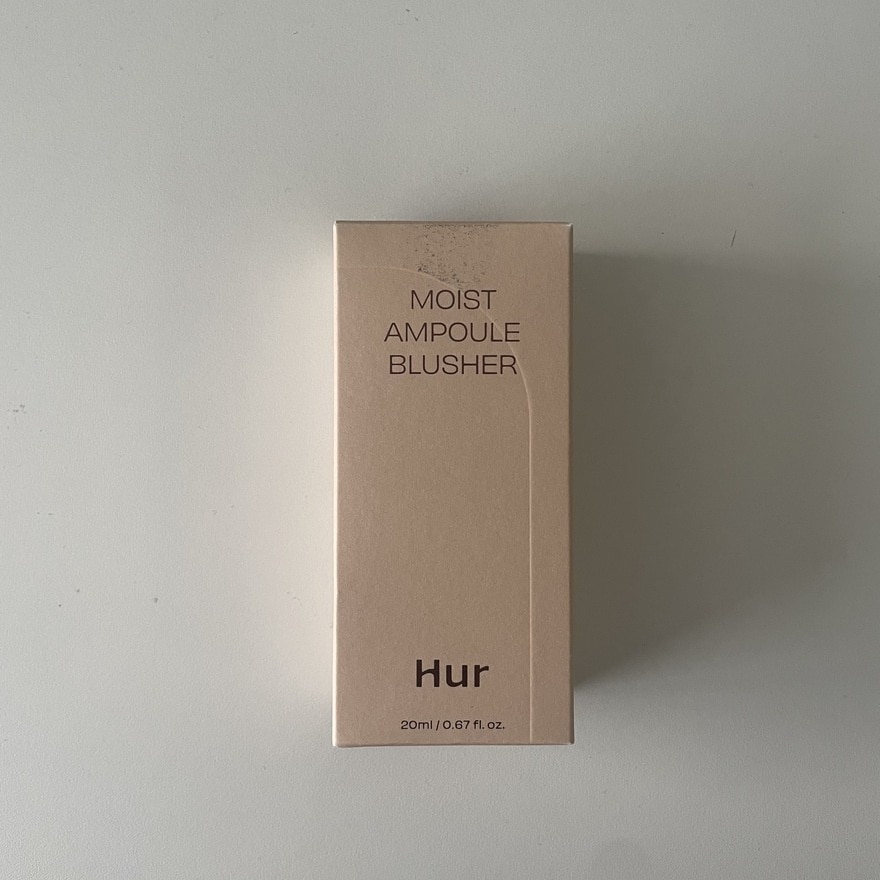 MOIST
AMPOULE
BLUSHER
Hur
20ml / 0.67 fl. oz.